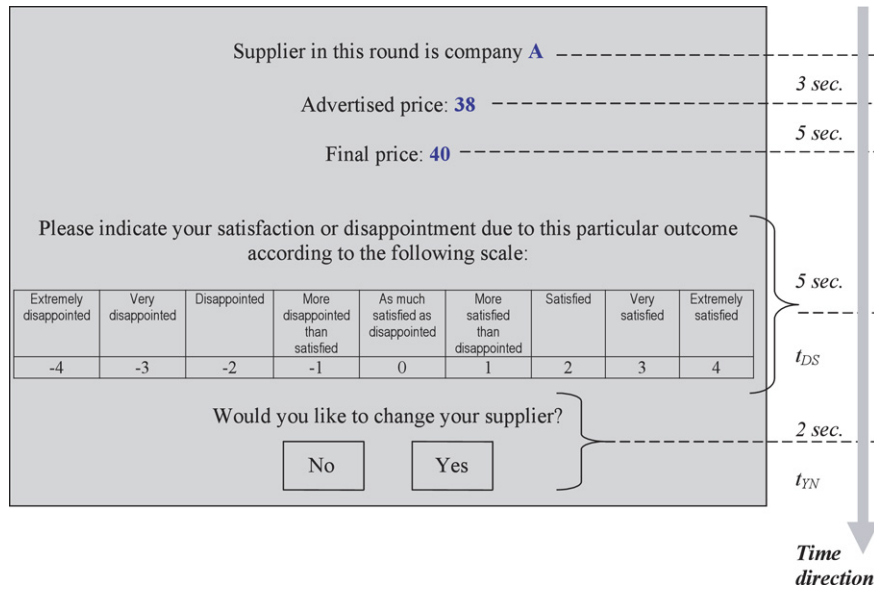 Supplier in this round is company A
3 sec.
Advertised price: 38
5 sec.
Final price: 40
Please indicate your satisfaction or disappointment due to this particular outcome
according to the following scale:
5 sec.
Extremely disappointed
Very disappointed
Disappointed
More disappointed than satisfied
As much satisfied as disappointed
More satisfied than disappointed
Satisfied
Very satisfied
Extremely satisfied
-4 -3 -2 -1 0 1 2 3 4
tDS
Would you like to change your supplier?
2 sec.
No Yes
tYN
Time
direction